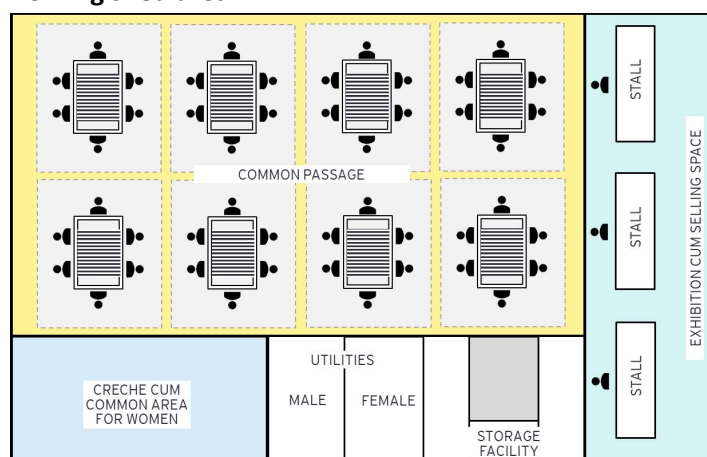 COMMON PASSAGE
STALL
STALL
STALL
EXHIBITION CUM SELLING SPACE
CRECHE CUM
COMMON AREA
FOR WOMEN
UTILITIES
MALE
FEMALE
STORAGE
FACILITY